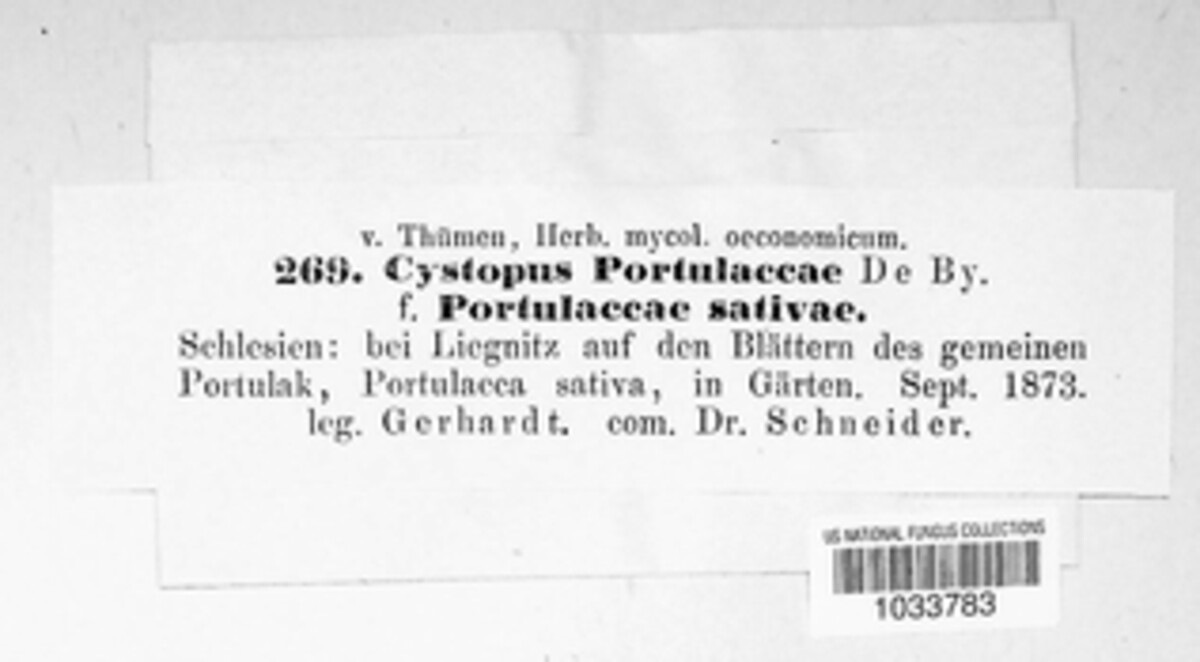 v. Thümen, Herb. mycol. oeconomicum.
269. Cystopus Portulaccae De By.
f. Portulaccae sativae.
Schlesien: bei Liegnitz auf den Blättern des gemeinen
Portulak, Portulacca sativa, in Gärten. Sept. 1873.
leg. Gerhardt. com. Dr. Schneider.
US NATIONAL FUNGUS COLLECTIONS
1033783